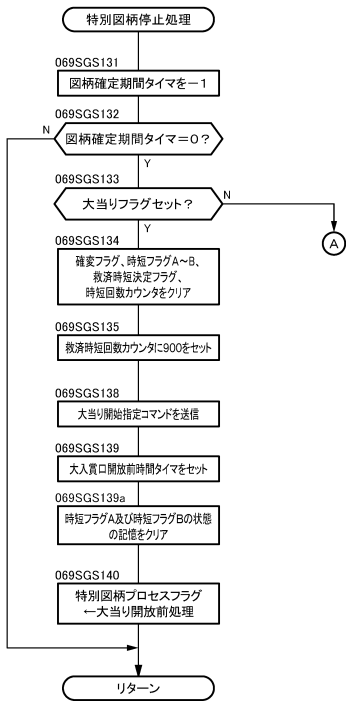 特別図柄停止処理
069SGS131
図柄確定期間タイマを－１
069SGS132
N
図柄確定期間タイマ＝０？
Y
069SGS133
N
大当りフラグセット？
Y
A
069SGS134
確変フラグ、時短フラグA～B、
救済時短決定フラグ、
時短回数カウンタをクリア
069SGS135
救済時短回数カウンタに900をセット
069SGS138
大当り開始指定コマンドを送信
069SGS139
大入賞口開放前時間タイマをセット
069SGS139a
時短フラグA及び時短フラグBの状態
の記憶をクリア
069SGS140
特別図柄プロセスフラグ
←大当り開放前処理
リターン